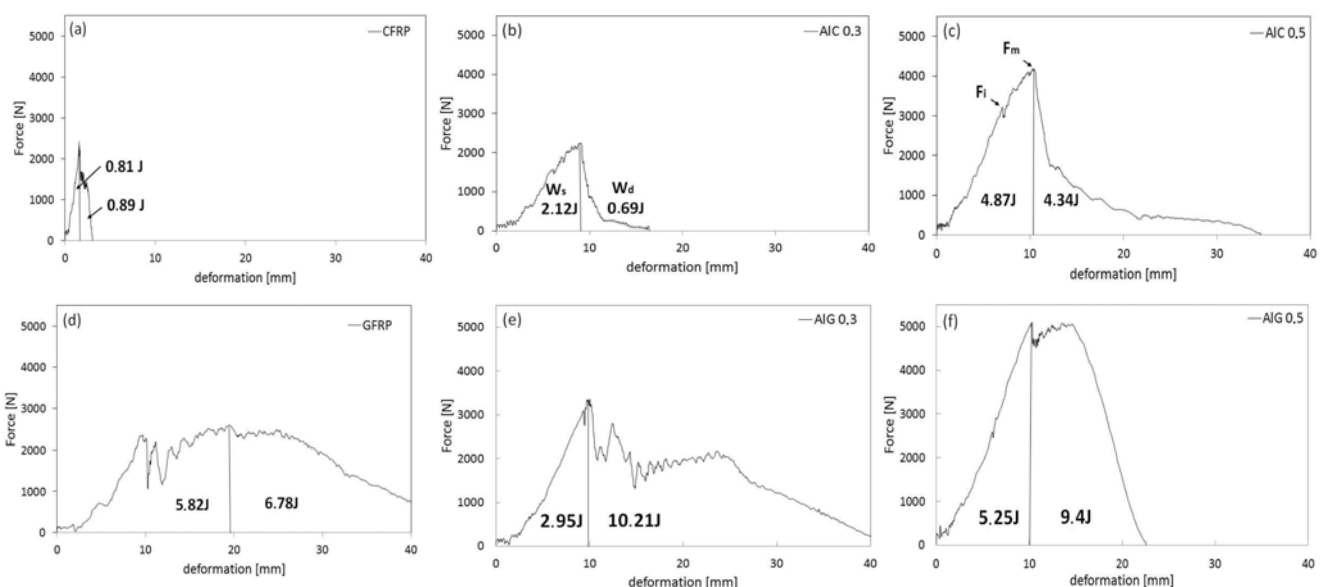 (a)
CFRP
5000
4000
3000
2000
1000
0
0.81 J
0.89 J
0 10 20 30 40
Force [N]
deformation [mm]
(b)
AlC 0.3
5000
4000
3000
2000
1000
0
Ws Wd
2.12J 0.69J
0 10 20 30 40
Force [N]
deformation [mm]
(c)
AlC 0.5
5000
4000
3000
2000
1000
0
Fm
Fi
4.87J 4.34J
0 10 20 30 40
Force [N]
deformation [mm]
(d)
GFRP
5000
4000
3000
2000
1000
0
5.82J 6.78J
0 10 20 30 40
Force [N]
deformation [mm]
(e)
AlG 0,3
5000
4000
3000
2000
1000
0
2.95J 10.21J
0 10 20 30 40
Force [N]
deformation [mm]
(f)
AlG 0,5
5000
4000
3000
2000
1000
0
5.25J 9.4J
0 10 20 30 40
Force [N]
deformation [mm]